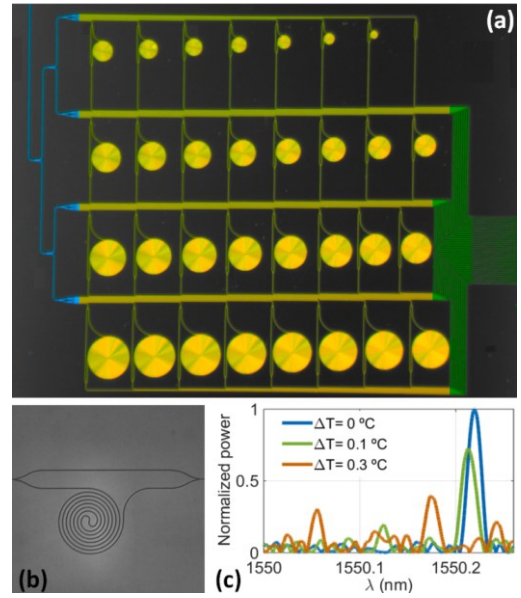 (a)
(b)
(c)
Normalized power
1
0.5
0
ΔT= 0 ºC
ΔT= 0.1 ºC
ΔT= 0.3 ºC
1550
1550.1
1550.2
λ (nm)